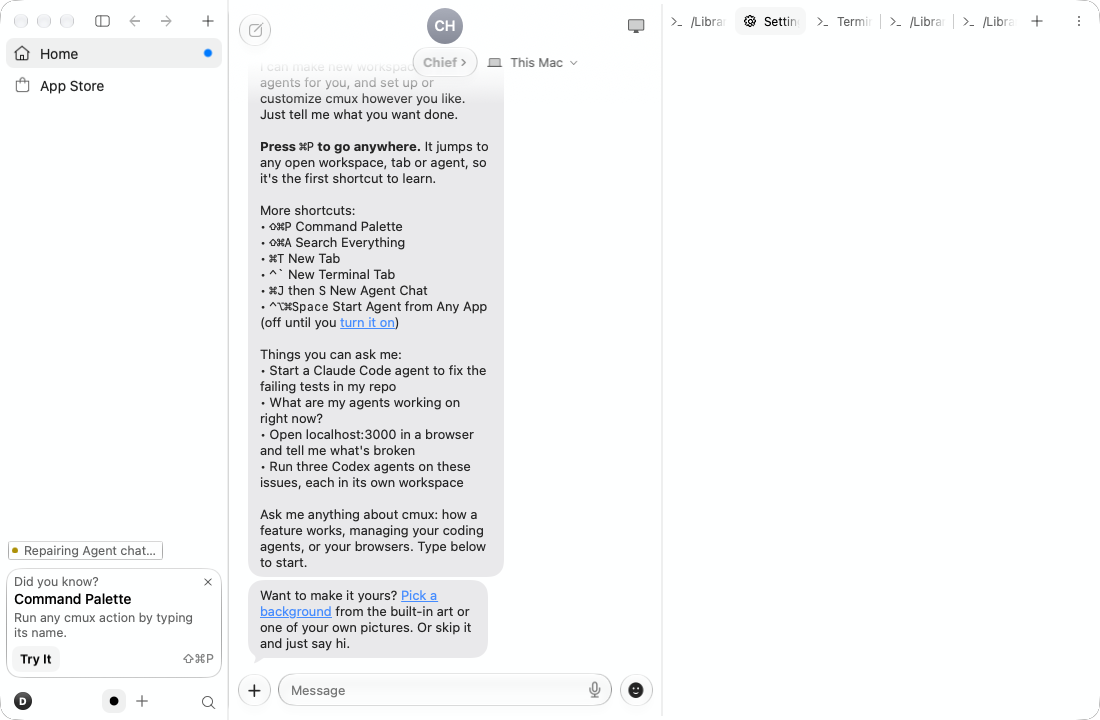 Home
App Store
Repairing Agent chat...
Did you know?
Command Palette
Run any cmux action by typing
its name.
Try It
⇧⌘P
D
CH
Chief ›
This Mac
I can make new workspac
agents for you, and set up or
customize cmux however you like.
Just tell me what you want done.
Press ⌘P to go anywhere. It jumps to
any open workspace, tab or agent, so
it's the first shortcut to learn.
More shortcuts:
• ⇧⌘P Command Palette
• ⇧⌘A Search Everything
• ⌘T New Tab
• ^` New Terminal Tab
• ⌘J then S New Agent Chat
• ^⌥⌘Space Start Agent from Any App
(off until you turn it on)
Things you can ask me:
• Start a Claude Code agent to fix the
failing tests in my repo
• What are my agents working on
right now?
• Open localhost:3000 in a browser
and tell me what's broken
• Run three Codex agents on these
issues, each in its own workspace
Ask me anything about cmux: how a
feature works, managing your coding
agents, or your browsers. Type below
to start.
Want to make it yours? Pick a
background from the built-in art or
one of your own pictures. Or skip it
and just say hi.
Message
/Librar
Settin
Termin
/Librar
/Libra